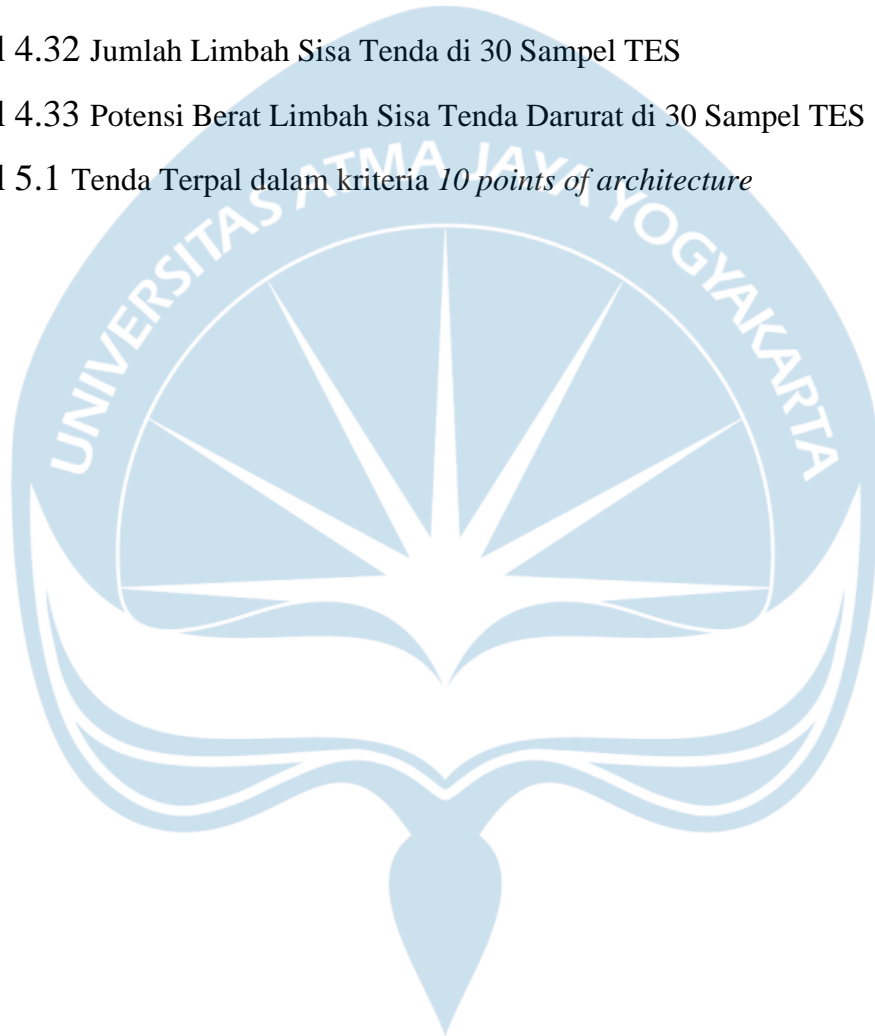 l 4.32 Jumlah Limbah Sisa Tenda di 30 Sampel TES
l 4.33 Potensi Berat Limbah Sisa Tenda Darurat di 30 Sampel TES
l 5.1 Tenda Terpal dalam kriteria 10 points of architecture
UNIVERSITAS ATMA JAYA YOGYAKARTA